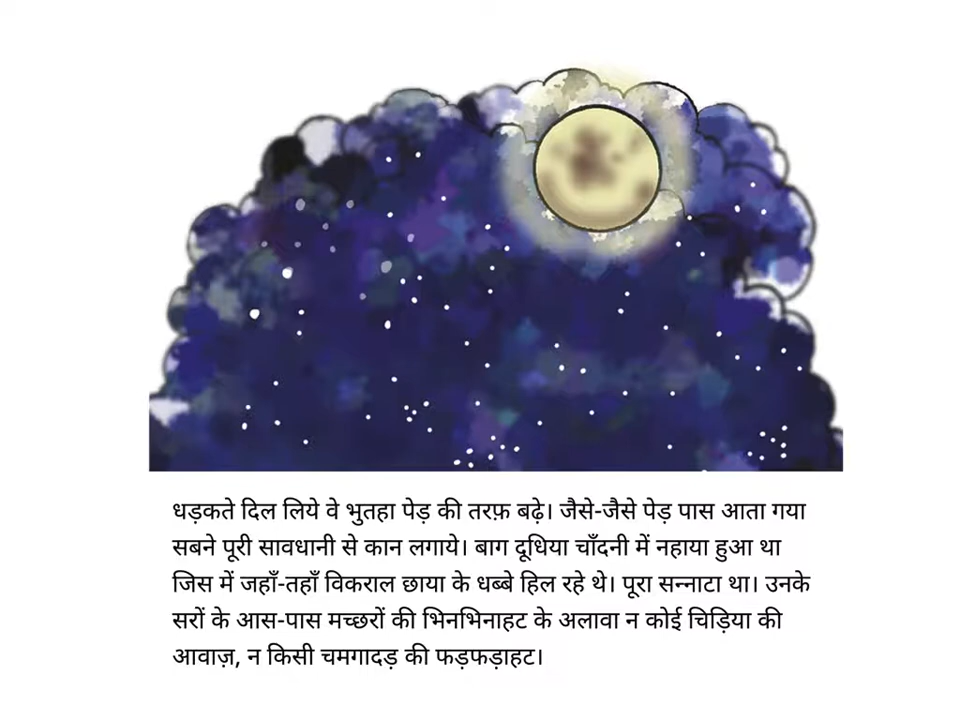 धड़कते दिल लिये वे भुतहा पेड़ की तरफ़ बढ़े। जैसे-जैसे पेड़ पास आता गया
सबने पूरी सावधानी से कान लगाये। बाग दूधिया चाँदनी में नहाया हुआ था
जिस में जहाँ-तहाँ विकराल छाया के धब्बे हिल रहे थे। पूरा सन्नाटा था। उनके
सरों के आस-पास मच्छरों की भिनभिनाहट के अलावा न कोई चिड़िया की
आवाज़, न किसी चमगादड़ की फड़फड़ाहट।